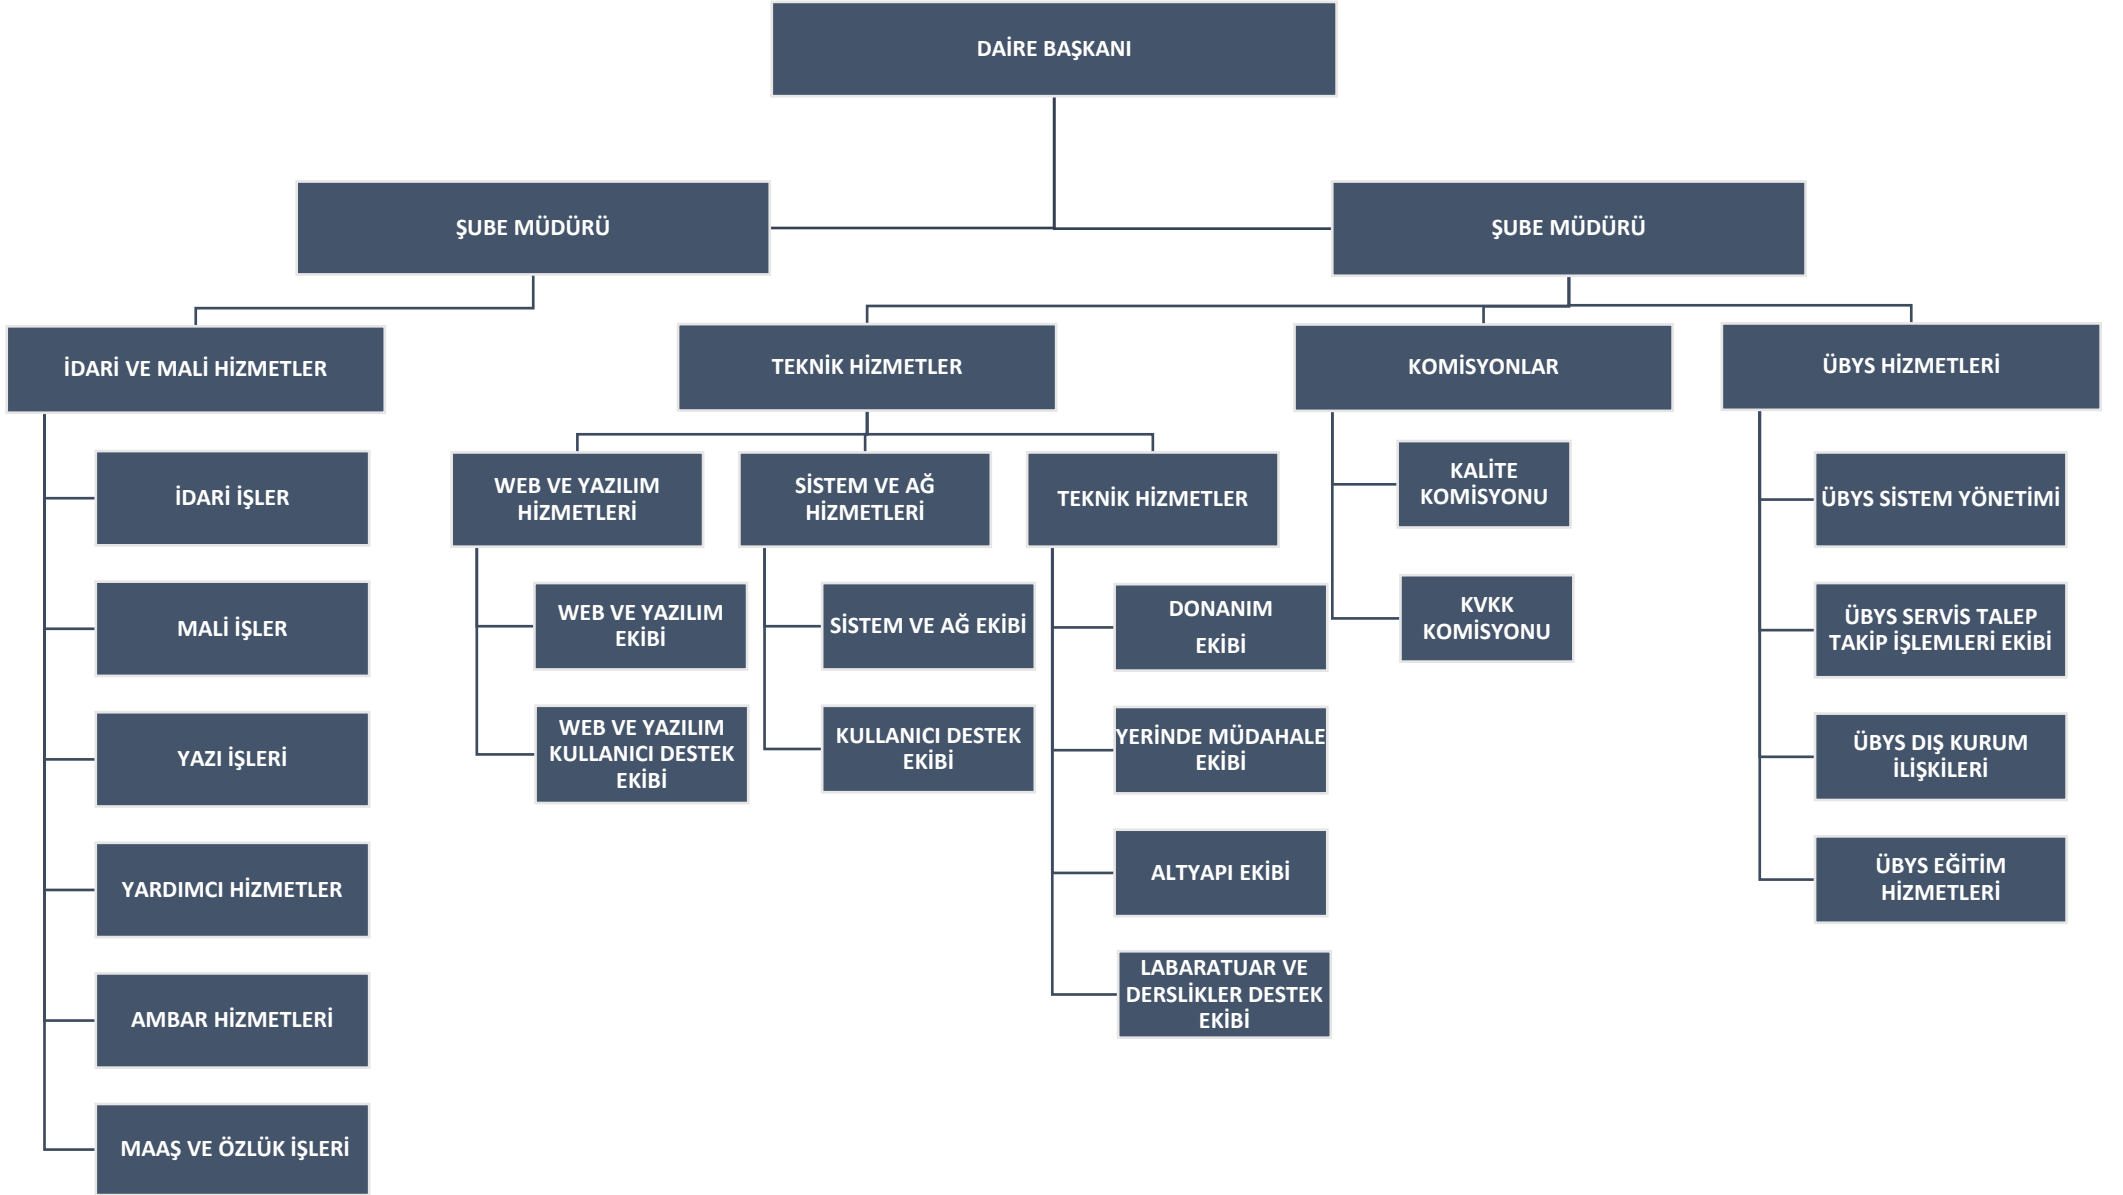 DAİRE BAŞKANI
ŞUBE MÜDÜRÜ
ŞUBE MÜDÜRÜ
İDARİ VE MALİ HİZMETLER
TEKNİK HİZMETLER
KOMİSYONLAR
ÜBYS HİZMETLERİ
İDARİ İŞLER
MALİ İŞLER
YAZI İŞLERİ
YARDIMCI HİZMETLER
AMBAR HİZMETLERİ
MAAŞ VE ÖZLÜK İŞLERİ
WEB VE YAZILIM
HİZMETLERİ
WEB VE YAZILIM
EKİBİ
WEB VE YAZILIM
KULLANICI DESTEK
EKİBİ
SİSTEM VE AĞ
HİZMETLERİ
SİSTEM VE AĞ EKİBİ
KULLANICI DESTEK
EKİBİ
TEKNİK HİZMETLER
DONANIM
EKİBİ
YERİNDE MÜDAHALE
EKİBİ
ALTYAPI EKİBİ
LABARATUAR VE
DERSLİKLER DESTEK
EKİBİ
KALİTE
KOMİSYONU
KVKK
KOMİSYONU
ÜBYS SİSTEM YÖNETİMİ
ÜBYS SERVİS TALEP
TAKİP İŞLEMLERİ EKİBİ
ÜBYS DIŞ KURUM
İLİŞKİLERİ
ÜBYS EĞİTİM
HİZMETLERİ